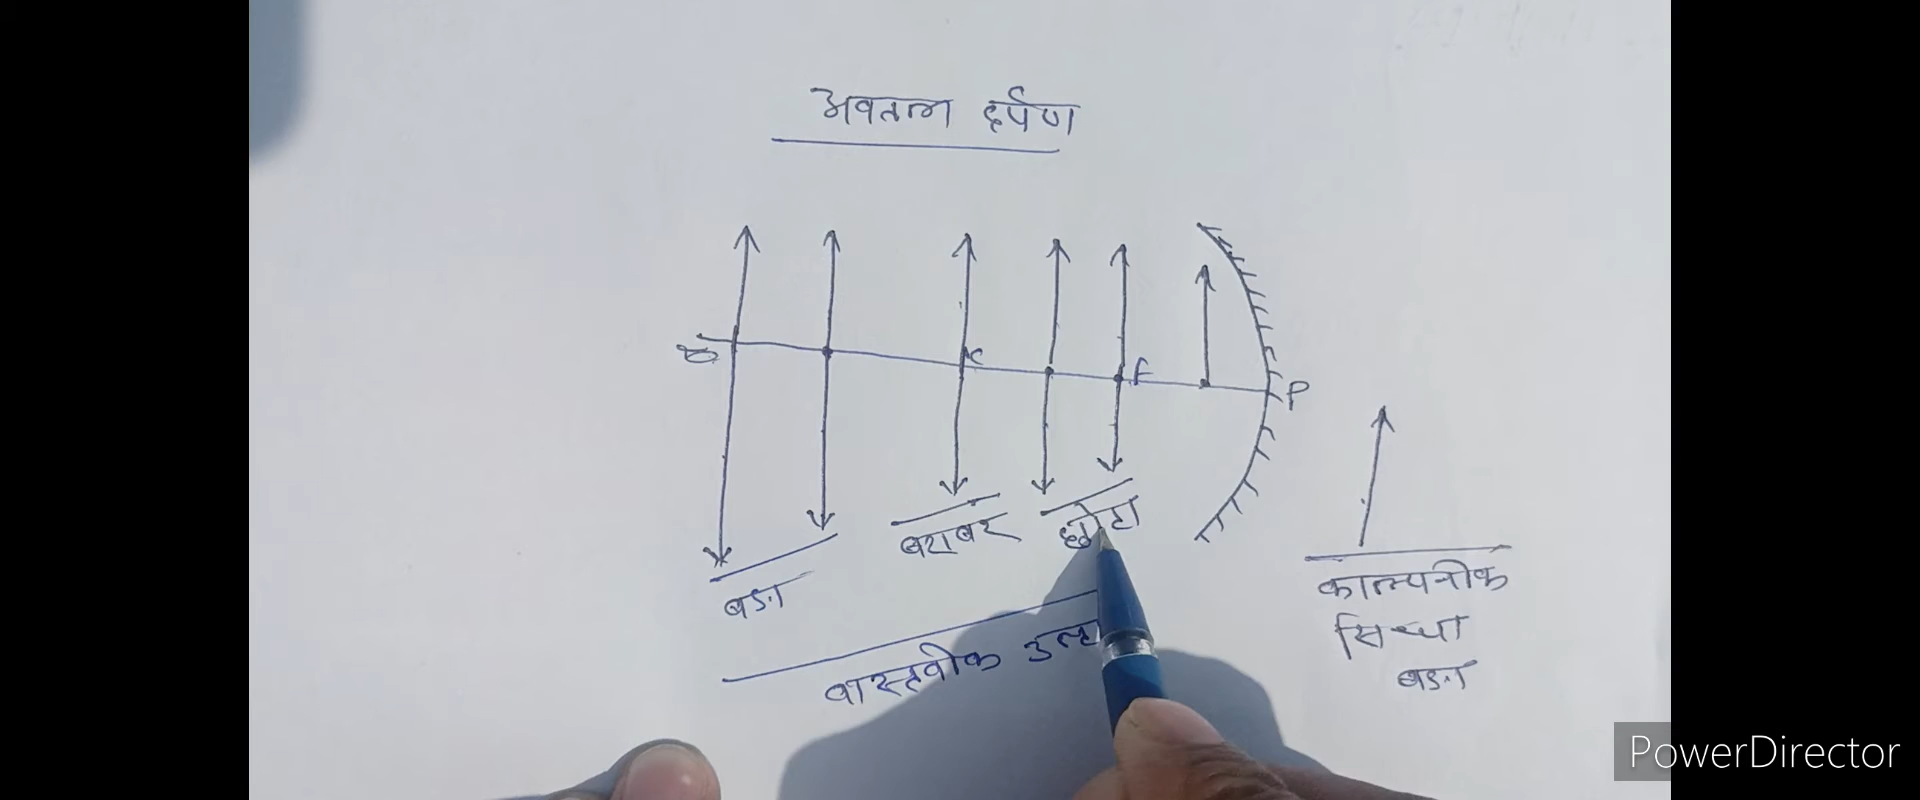 अवतल दर्पण
C
F
P
बराबर
छोटा
बड़ा
वास्तवीक
काल्पनीक
सिधा
बड़ा
PowerDirector